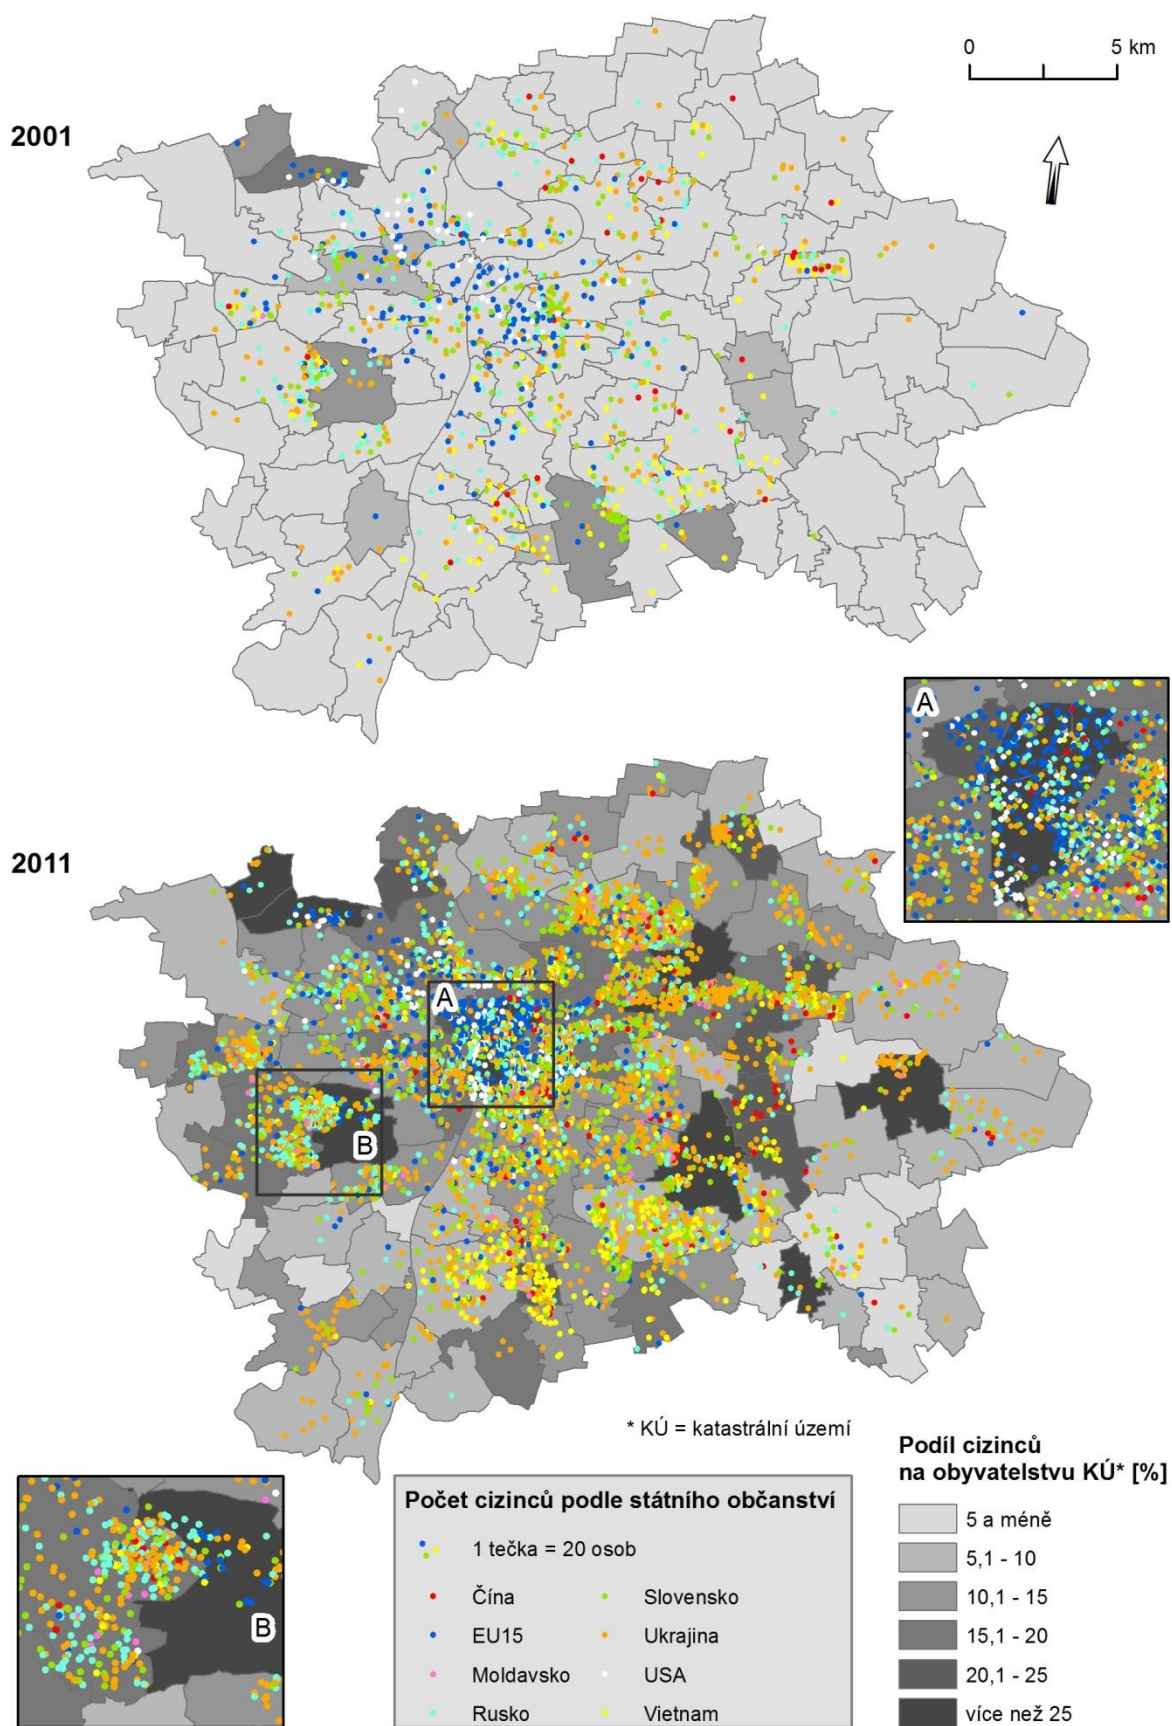 0 5 km
2001
A
2011
A
B
* KÚ = katastrální území
Podíl cizinců
na obyvatelstvu KÚ* [%]
5 a méně
5,1 - 10
10,1 - 15
15,1 - 20
20,1 - 25
více než 25
Počet cizinců podle státního občanství
1 tečka = 20 osob
Čína Slovensko
EU15 Ukrajina
Moldavsko USA
Rusko Vietnam
B